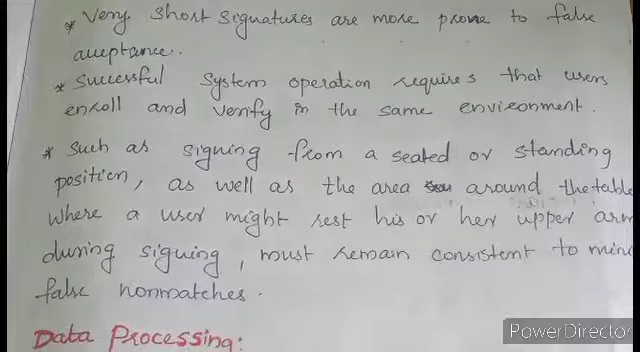 * Very short signatures are more prone to false
acceptance.
* Successful system operation requires that users
enroll and verify in the same environment.
* Such as signing from a seated or standing
position, as well as the area around the table
where a user might rest his or her upper arm
during signing, must remain consistent to mini
false nonmatches.
Data Processing:
PowerDirector